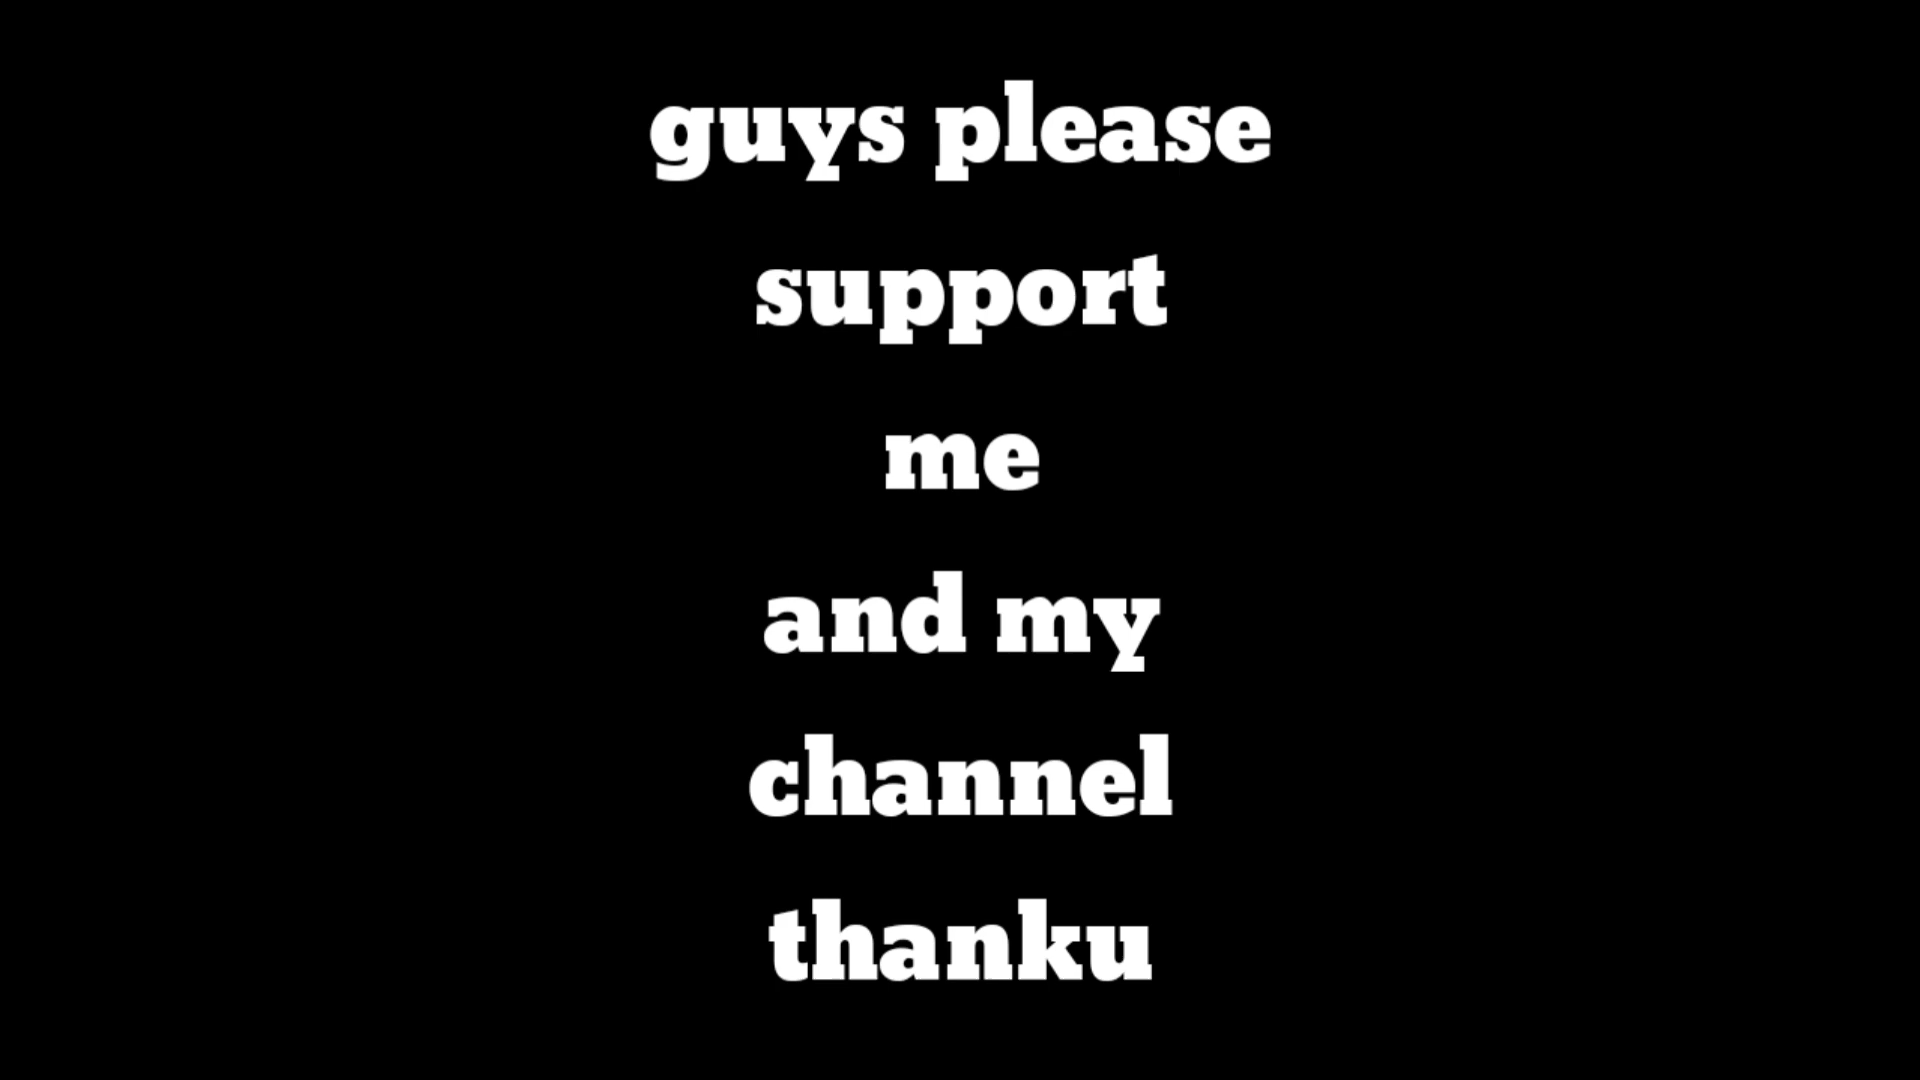 guys please
support
me
and my
channel
thanku